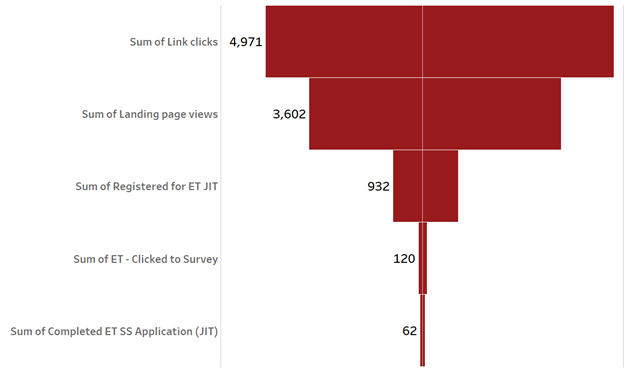 Sum of Link clicks 4,971
Sum of Landing page views 3,602
Sum of Registered for ET JIT 932
Sum of ET - Clicked to Survey 120
Sum of Completed ET SS Application (JIT) 62